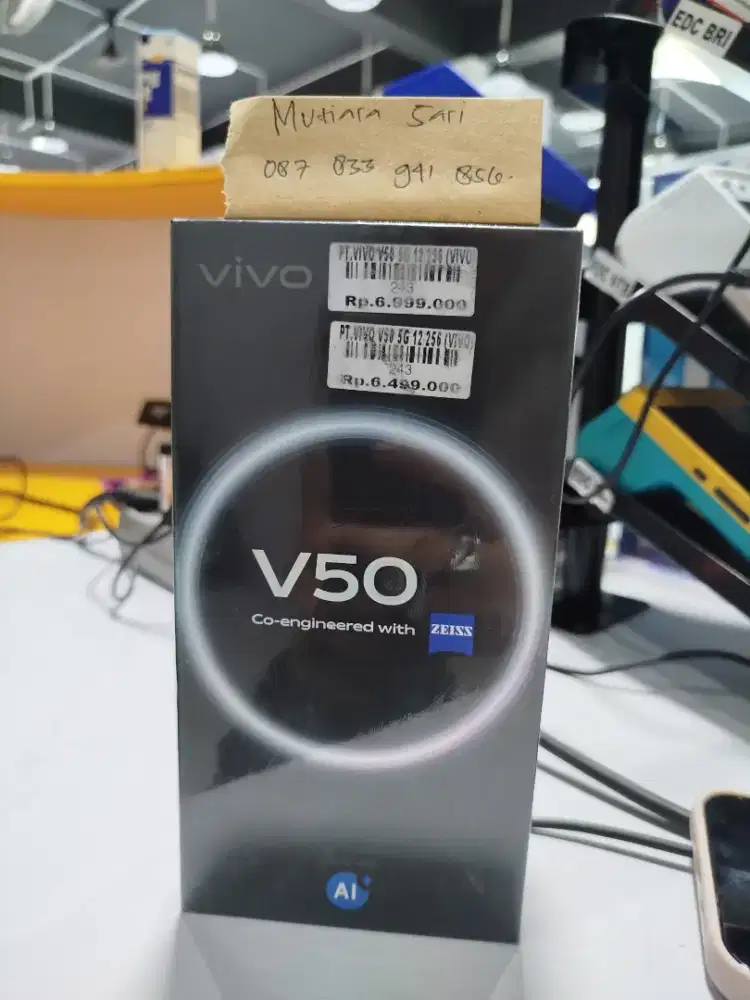 EDC BRI
Mutiara Sari
087 833 941 856.
vivo
PT.VIVO V50 5G 12 256 (VIVO)
243
Rp.6.999.000
PT.VIVO V50 5G 12 256 (VIVO)
243
Rp.6.499.000
V50
Co-engineered with ZEISS
AI